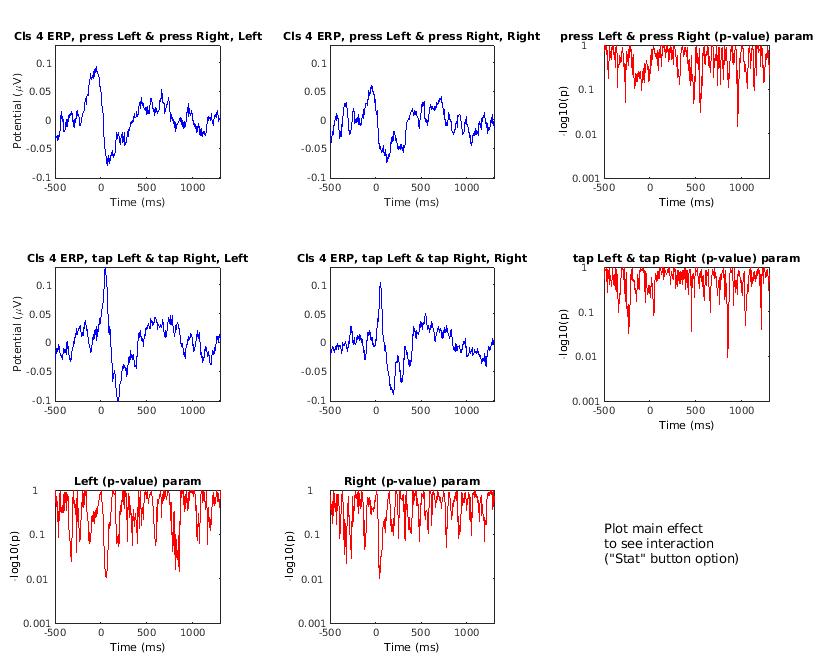 Cls 4 ERP, press Left & press Right, Left
Cls 4 ERP, press Left & press Right, Right
press Left & press Right (p-value) param
0.1
0.05
0
-0.05
-0.1
Potential (μV)
-500 0 500 1000
Time (ms)
0.1
0.05
0
-0.05
-0.1
-500 0 500 1000
Time (ms)
1
0.1
0.01
0.001
-log10(p)
-500 0 500 1000
Time (ms)
Cls 4 ERP, tap Left & tap Right, Left
Cls 4 ERP, tap Left & tap Right, Right
tap Left & tap Right (p-value) param
0.1
0.05
0
-0.05
-0.1
Potential (μV)
-500 0 500 1000
Time (ms)
0.1
0.05
0
-0.05
-0.1
-500 0 500 1000
Time (ms)
1
0.1
0.01
0.001
-log10(p)
-500 0 500 1000
Time (ms)
Left (p-value) param
Right (p-value) param
1
0.1
0.01
0.001
-log10(p)
-500 0 500 1000
Time (ms)
1
0.1
0.01
0.001
-log10(p)
-500 0 500 1000
Time (ms)
Plot main effect
to see interaction
("Stat" button option)